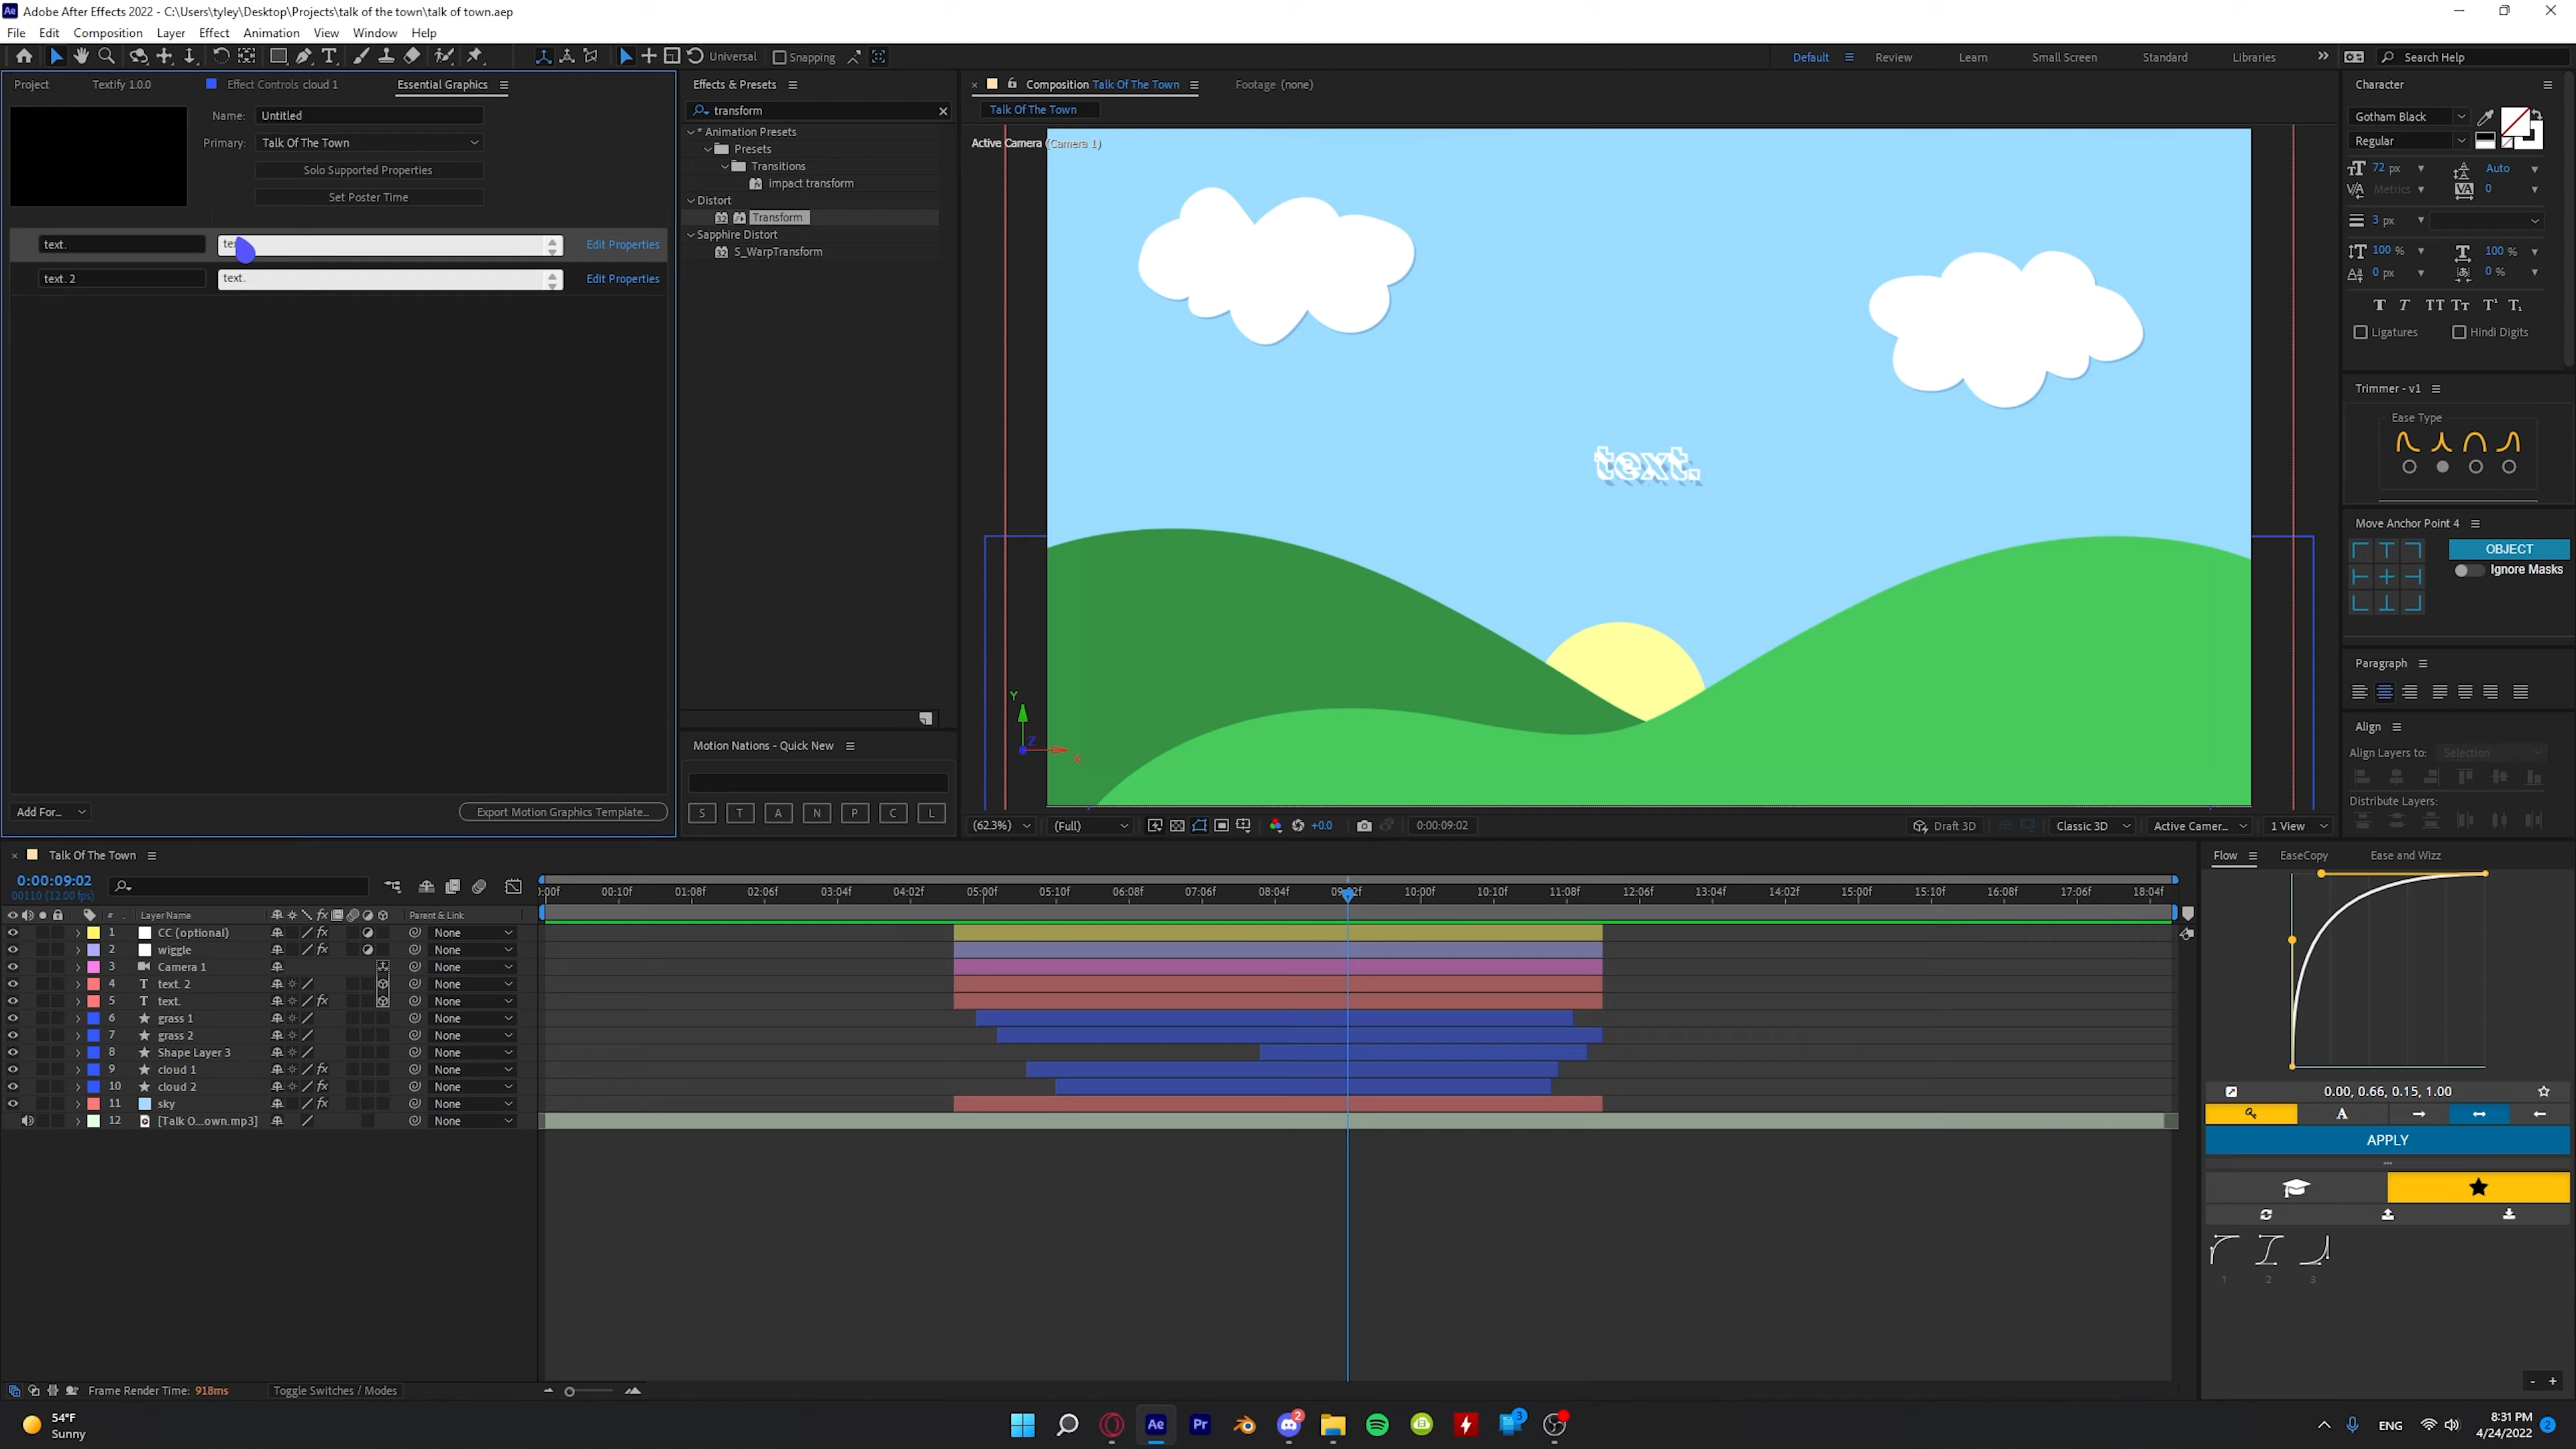 Adobe After Effects 2022 - C:\Users\tyley\Desktop\Projects\talk of the town\talk of town.aep
File Edit Composition Layer Effect Animation View Window Help
Universal Snapping Default Review Learn Small Screen Standard Libraries Search Help
Project Textify 1.0.0 Effect Controls cloud 1 Essential Graphics
Name: Untitled
Primary: Talk Of The Town
Solo Supported Properties
Set Poster Time
text. Edit Properties
text. 2 text. Edit Properties
Add For... Export Motion Graphics Template...
Effects & Presets
transform
* Animation Presets
Presets
Transitions
impact transform
Distort
Transform
Sapphire Distort
S_WarpTransform
Motion Nations - Quick New
S T A N P C L
Composition Talk Of The Town Footage (none)
Talk Of The Town
Active Camera (Camera 1)
text.
Y
Z
X
(62.3%) (Full) +0.0 0:00:09:02 Draft 3D Classic 3D Active Camer... 1 View
Character
Gotham Black
Regular
72 px Auto
Metrics 0
3 px
100 % 100 %
0 px 0 %
Ligatures Hindi Digits
Trimmer - v1
Ease Type
Move Anchor Point 4
OBJECT
Ignore Masks
Paragraph
Align
Align Layers to: Selection
Distribute Layers:
Talk Of The Town
0:00:09:02
00110 (12.00 fps)
):00f 00:10f 01:08f 02:06f 03:04f 04:02f 05:00f 05:10f 06:08f 07:06f 08:04f 09:02f 10:00f 10:10f 11:08f 12:06f 13:04f 14:02f 15:00f 15:10f 16:08f 17:06f 18:04f
# Layer Name Parent & Link
1 CC (optional) None
2 wiggle None
3 Camera 1 None
4 text. 2 None
5 text. None
6 grass 1 None
7 grass 2 None
8 Shape Layer 3 None
9 cloud 1 None
10 cloud 2 None
11 sky None
12 [Talk O...own.mp3] None
Frame Render Time: 918ms Toggle Switches / Modes
Flow EaseCopy Ease and Wizz
0.00, 0.66, 0.15, 1.00
A
APPLY
1 2 3
54°F
Sunny
Ae Pr 2 3
ENG
8:31 PM
4/24/2022
2